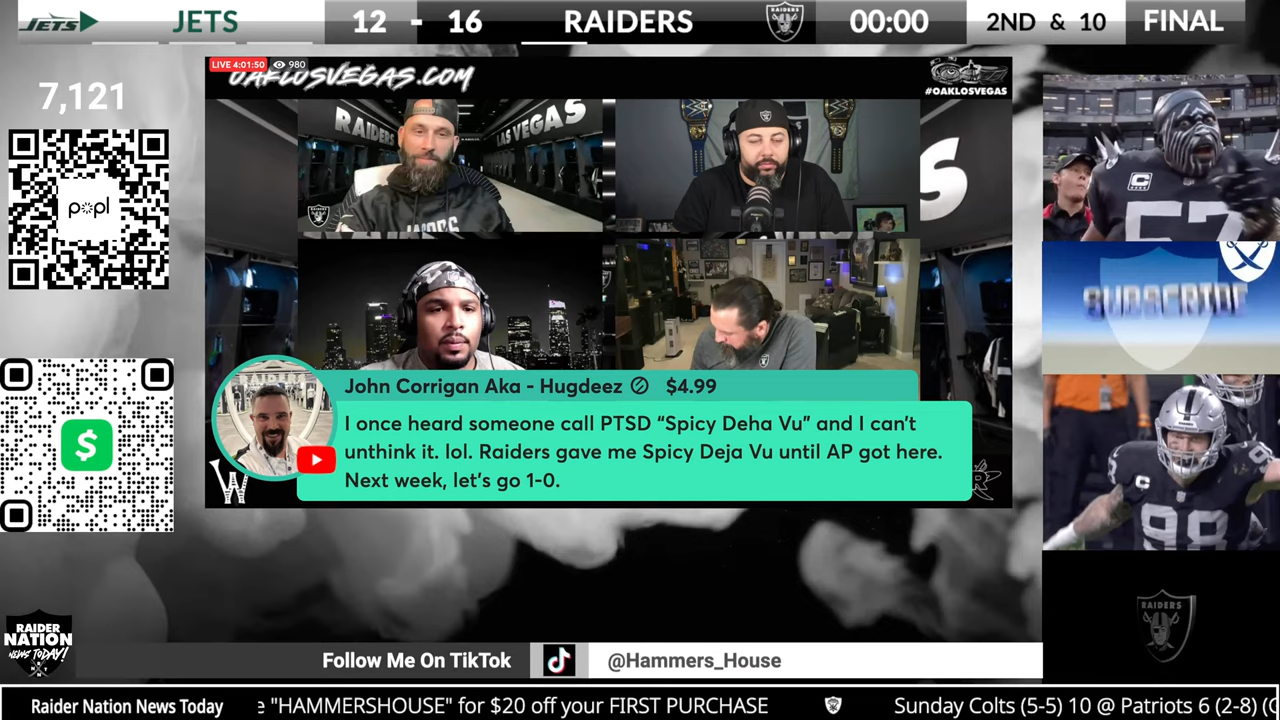 JETS JETS 12 - 16 RAIDERS RAIDERS 00:00 2ND & 10 FINAL
LIVE 4:01:50 980
OAKLOSVEGAS.COM
#OAKLOSVEGAS
7,121
popl
RAIDERS
LAS VEGAS
S
C
57
SUBSCRIBE
$
John Corrigan Aka - Hugdeez $4.99
I once heard someone call PTSD “Spicy Deha Vu” and I can’t
unthink it. lol. Raiders gave me Spicy Deja Vu until AP got here.
Next week, let’s go 1-0.
C
98
RAIDERS
RAIDER
NATION
NEWS TODAY!
Follow Me On TikTok
@Hammers_House
Raider Nation News Today
"HAMMERSHOUSE" for $20 off your FIRST PURCHASE
Sunday Colts (5-5) 10 @ Patriots 6 (2-8)